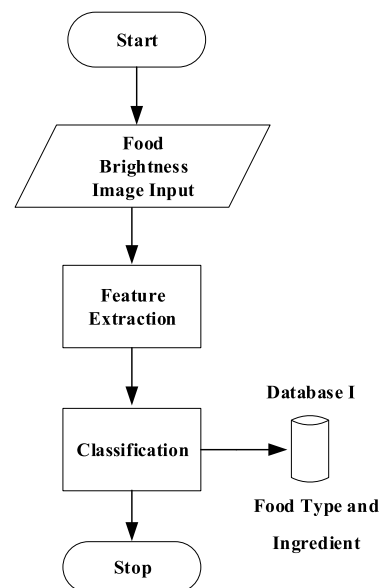 Start
Food
Brightness
Image Input
Feature
Extraction
Classification
Database I
Food Type and
Ingredient
Stop